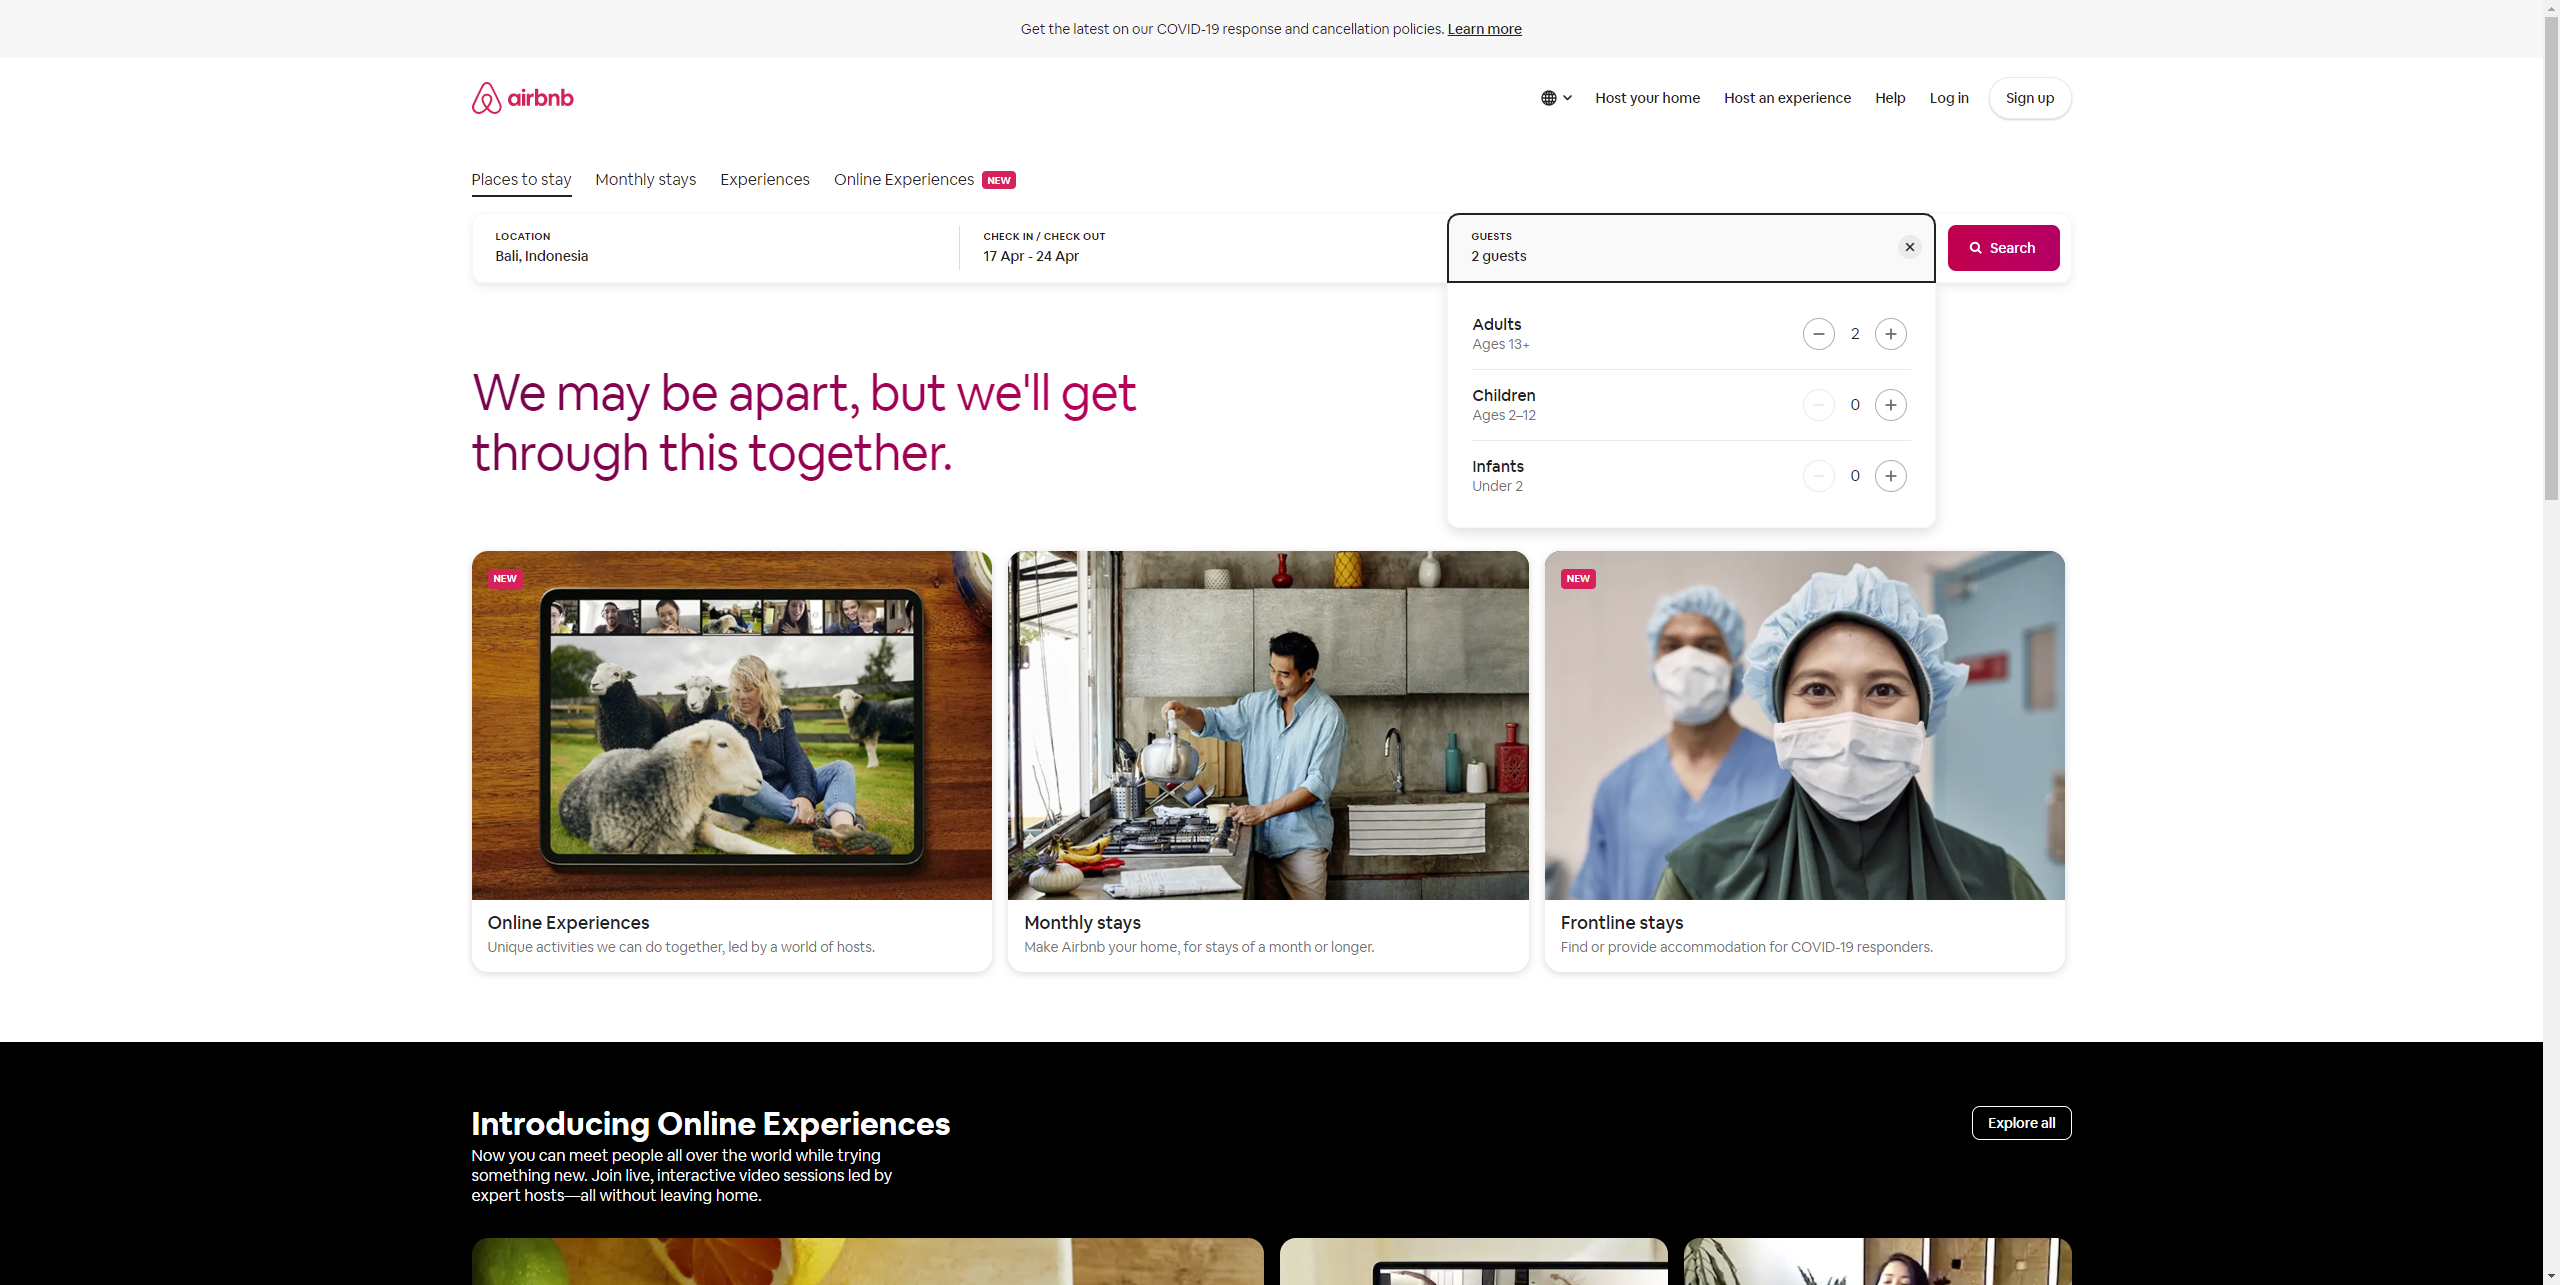 Get the latest on our COVID-19 response and cancellation policies. Learn more
airbnb
Host your home
Host an experience
Help
Log in
Sign up
Places to stay
Monthly stays
Experiences
Online Experiences
NEW
LOCATION
Bali, Indonesia
CHECK IN / CHECK OUT
17 Apr - 24 Apr
GUESTS
2 guests
Search
Adults
Ages 13+
2
Children
Ages 2–12
0
Infants
Under 2
0
We may be apart, but we'll get
through this together.
NEW
Online Experiences
Unique activities we can do together, led by a world of hosts.
Monthly stays
Make Airbnb your home, for stays of a month or longer.
NEW
Frontline stays
Find or provide accommodation for COVID-19 responders.
Introducing Online Experiences
Explore all
Now you can meet people all over the world while trying
something new. Join live, interactive video sessions led by
expert hosts—all without leaving home.